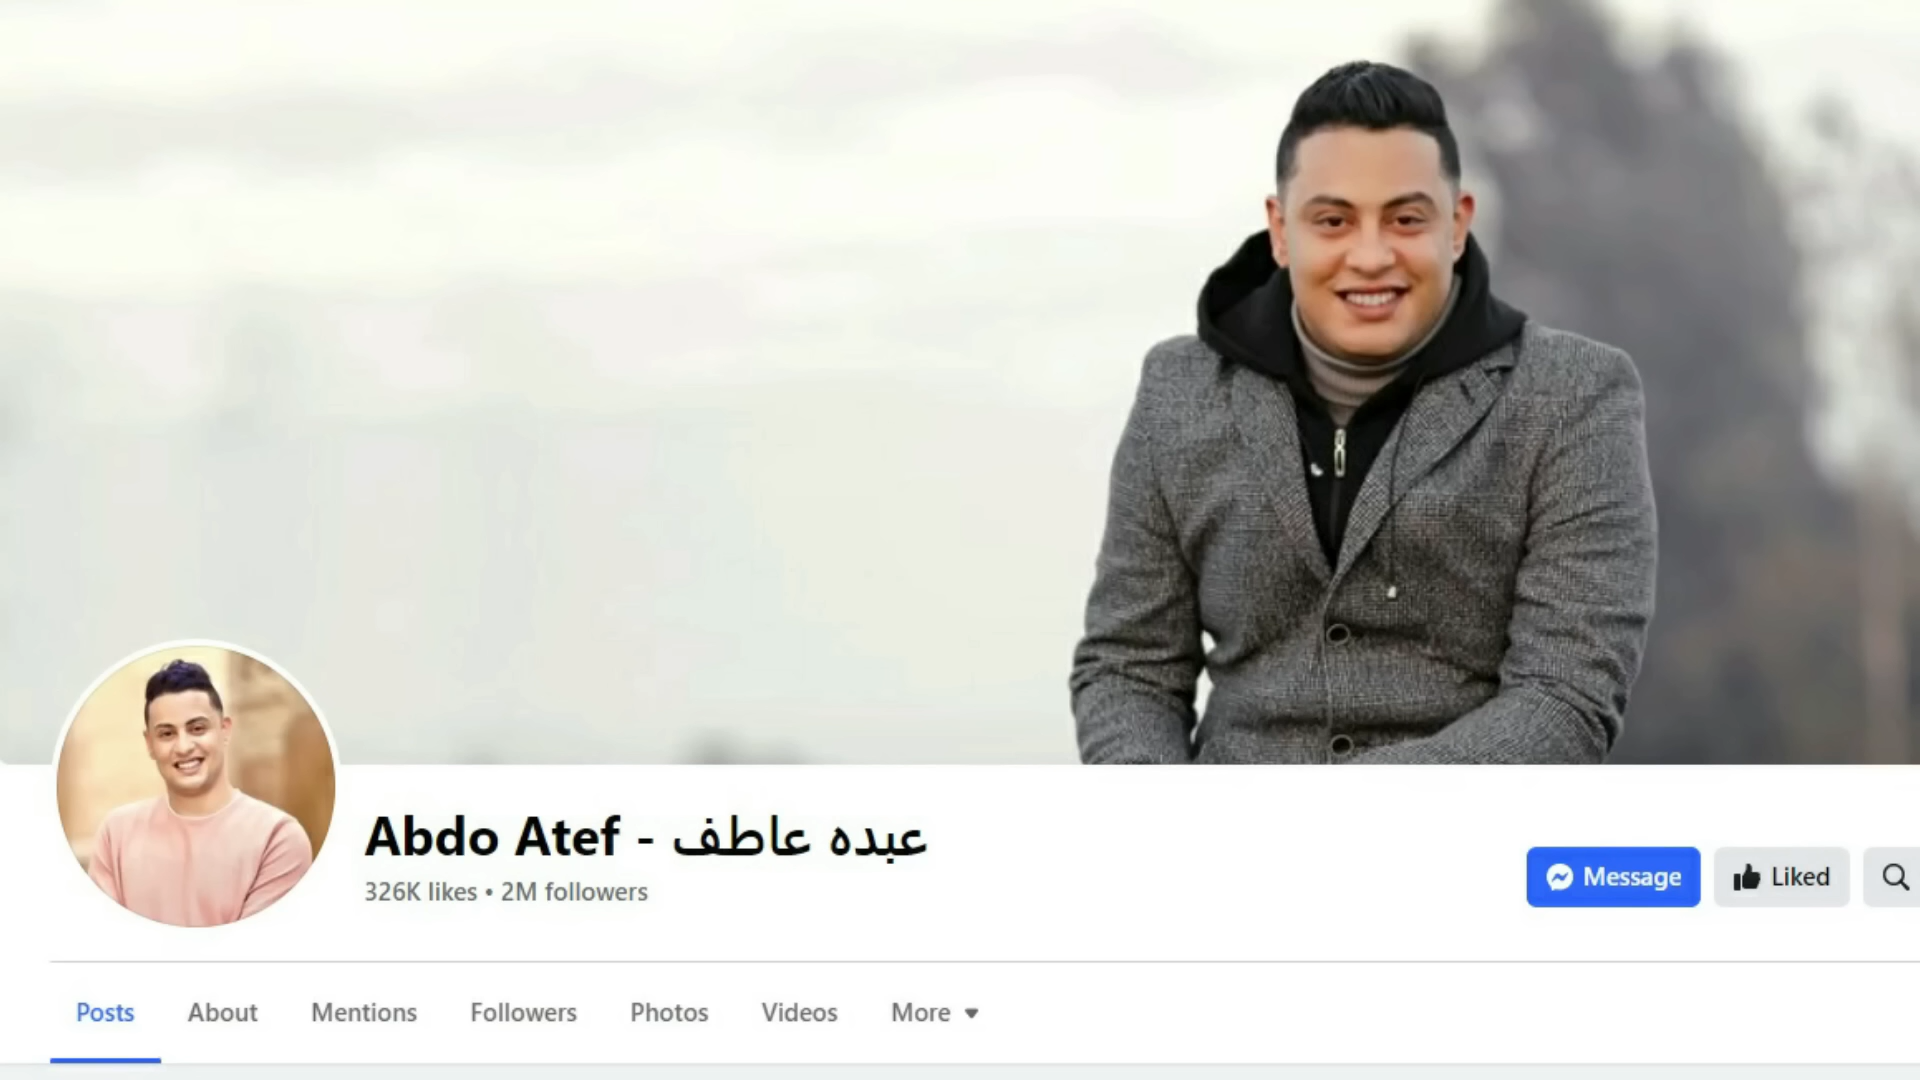 Abdo Atef - عبده عاطف
326K likes • 2M followers
Message
Liked
Posts
About
Mentions
Followers
Photos
Videos
More